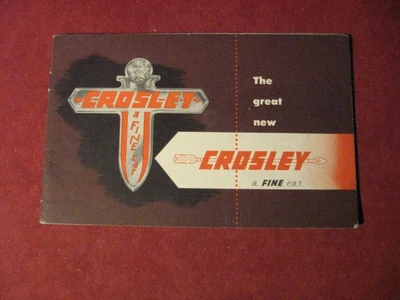 CROSLEY
a FINE car
The
great
new
CROSLEY
a FINE car